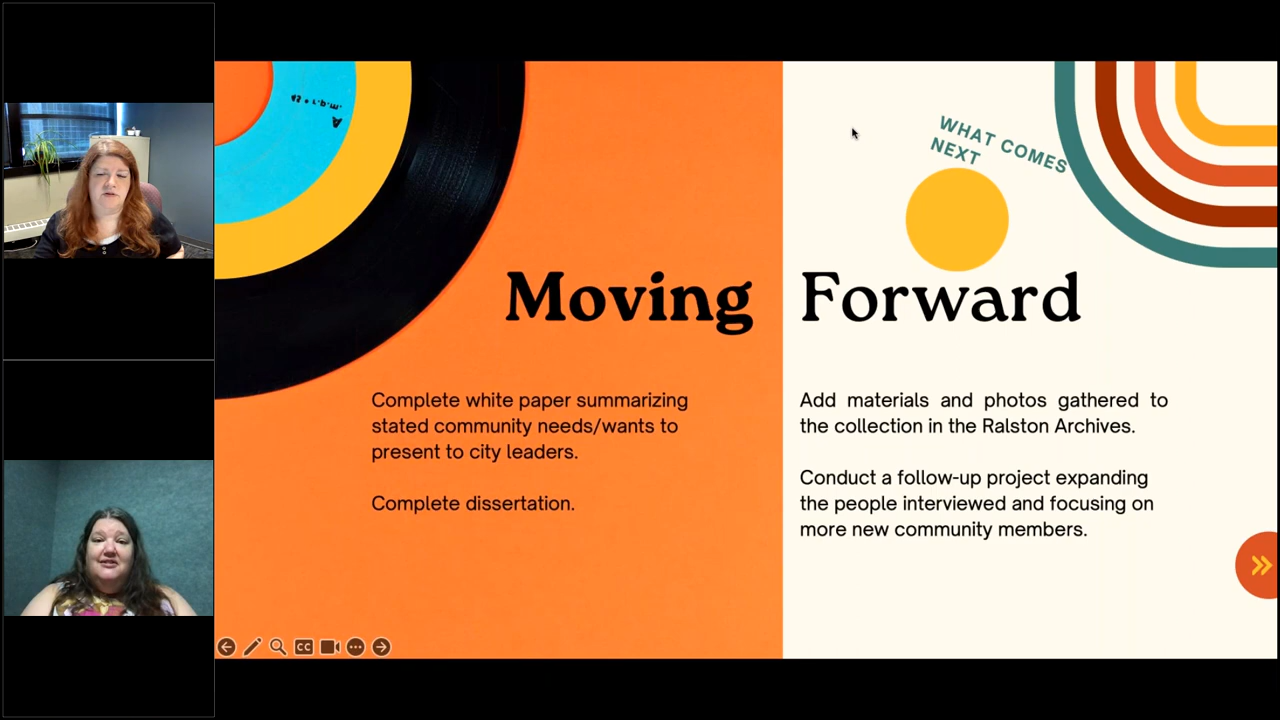 45 r.p.m.
A
WHAT COMES
NEXT
Moving Forward
Complete white paper summarizing
stated community needs/wants to
present to city leaders.
Complete dissertation.
Add materials and photos gathered to
the collection in the Ralston Archives.
Conduct a follow-up project expanding
the people interviewed and focusing on
more new community members.
CC